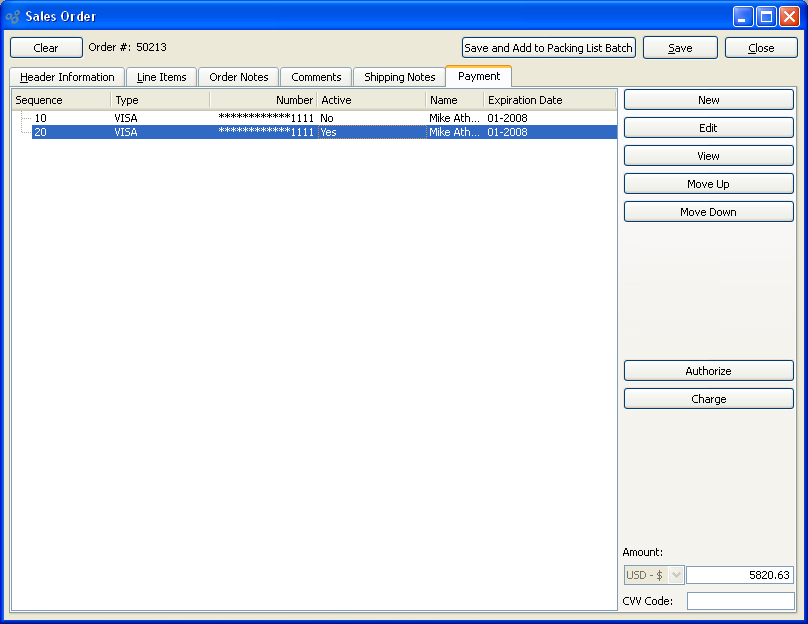 Sales Order
Clear Order #: 50213 Save and Add to Packing List Batch Save Close
Header Information Line Items Order Notes Comments Shipping Notes Payment
Sequence Type Number Active Name Expiration Date
10 VISA ************1111 No Mike Ath... 01-2008
20 VISA ************1111 Yes Mike Ath... 01-2008
New
Edit
View
Move Up
Move Down
Authorize
Charge
Amount:
USD - $ 5820.63
CVV Code: